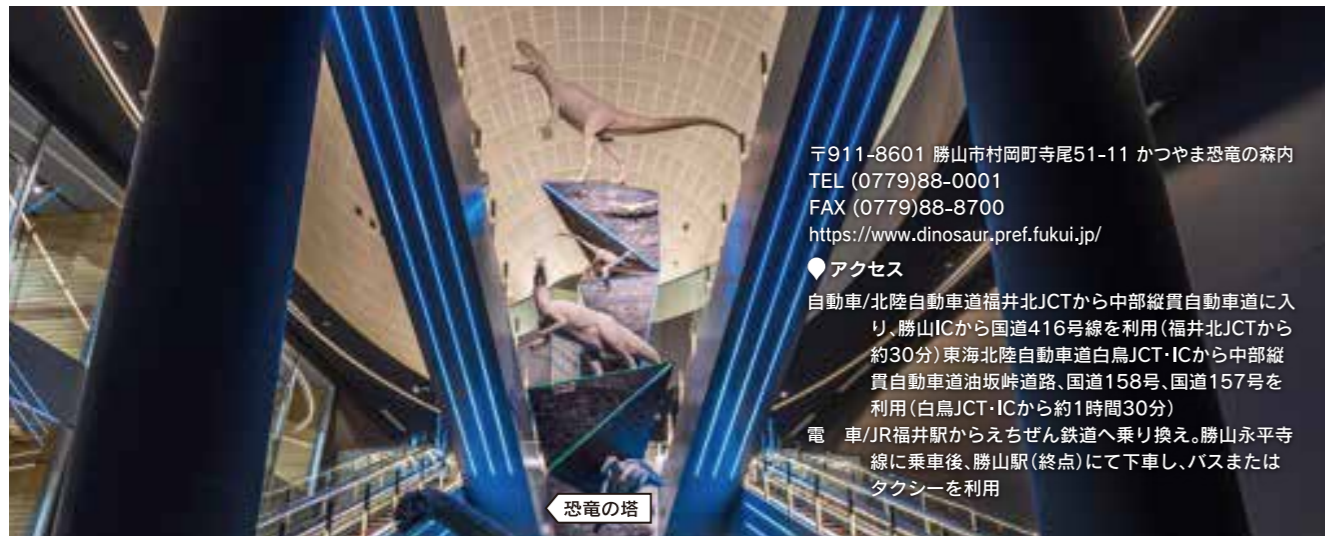 〒911-8601 勝山市村岡町寺尾51-11 かつやま恐竜の森内
TEL (0779)88-0001
FAX (0779)88-8700
https://www.dinosaur.pref.fukui.jp/
アクセス
自動車/北陸自動車道福井北JCTから中部縦貫自動車道に入
り、勝山ICから国道416号線を利用(福井北JCTから
約30分)東海北陸自動車道白鳥JCT・ICから中部縦
貫自動車道油坂峠道路、国道158号、国道157号を
利用(白鳥JCT・ICから約1時間30分)
電　車/JR福井駅からえちぜん鉄道へ乗り換え。勝山永平寺
線に乗車後、勝山駅(終点)にて下車し、バスまたは
タクシーを利用
恐竜の塔